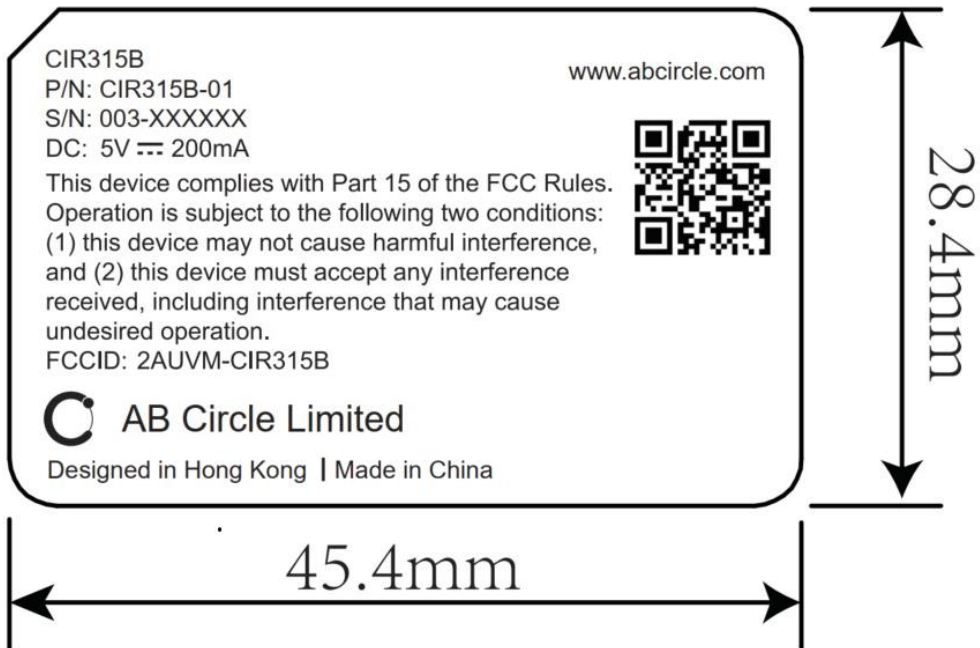 CIR315B
P/N: CIR315B-01
S/N: 003-XXXXXX
DC: 5V ⎓ 200mA
www.abcircle.com
This device complies with Part 15 of the FCC Rules.
Operation is subject to the following two conditions:
(1) this device may not cause harmful interference,
and (2) this device must accept any interference
received, including interference that may cause
undesired operation.
FCCID: 2AUVM-CIR315B
AB Circle Limited
Designed in Hong Kong | Made in China
28.4mm
45.4mm